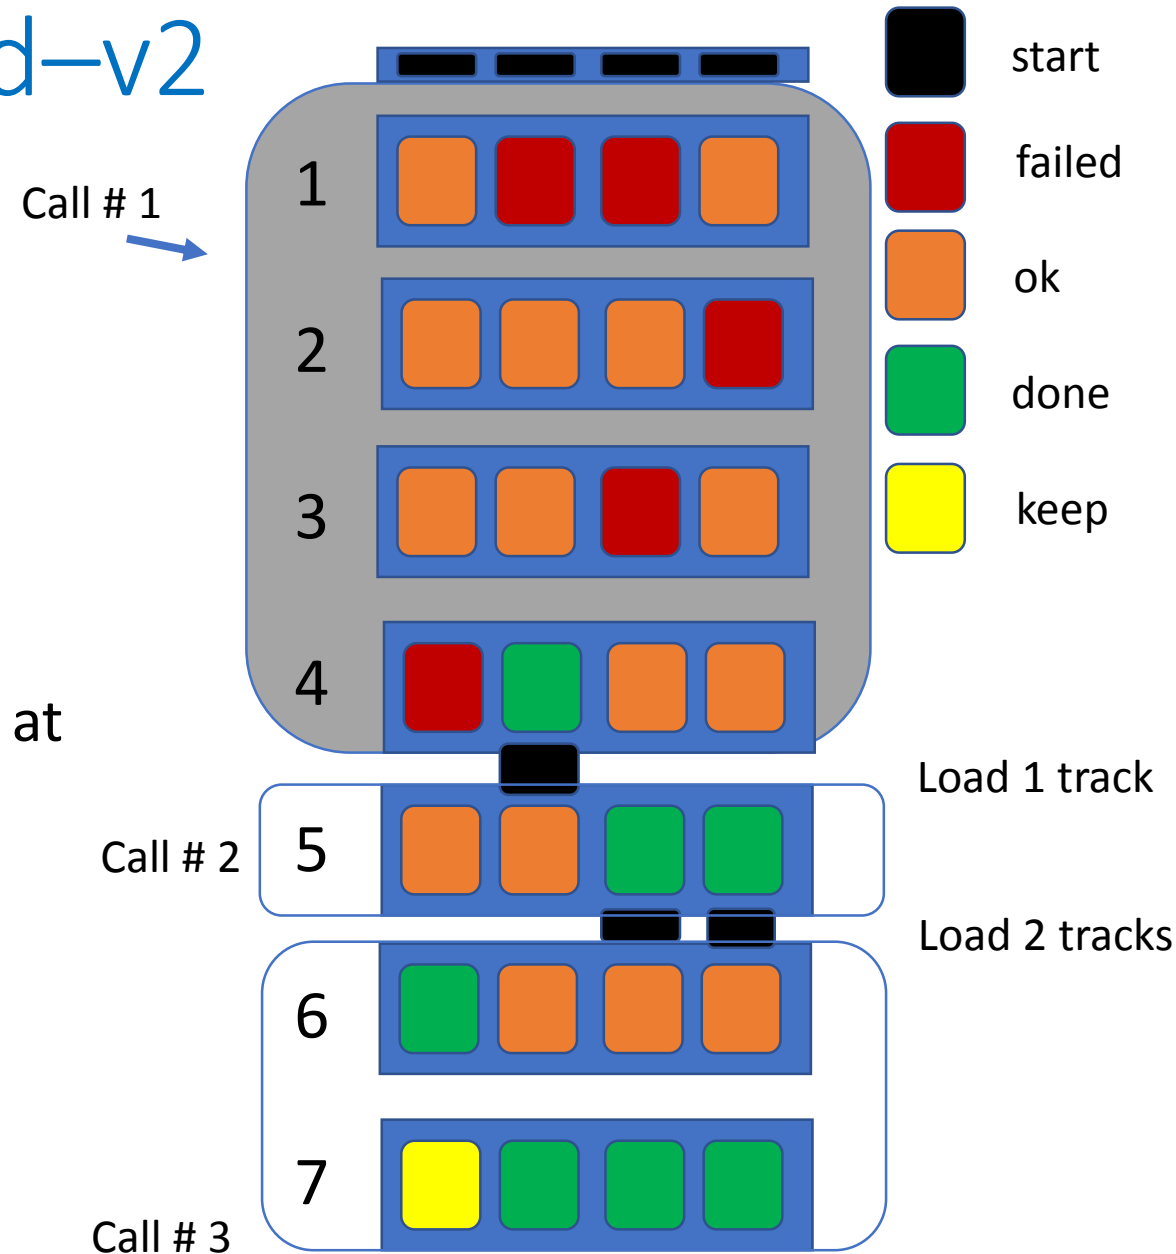 d–v2
start
failed
Call # 1
1
ok
2
done
3
keep
4
at
Load 1 track
Call # 2
5
Load 2 tracks
6
7
Call # 3